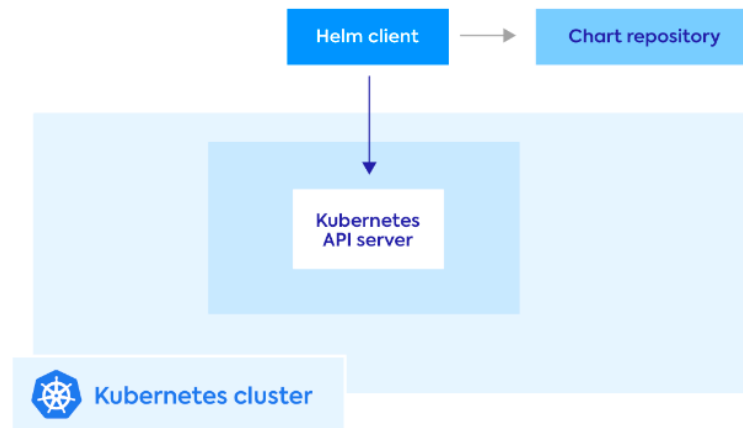 Helm client
Chart repository
Kubernetes
API server
Kubernetes cluster